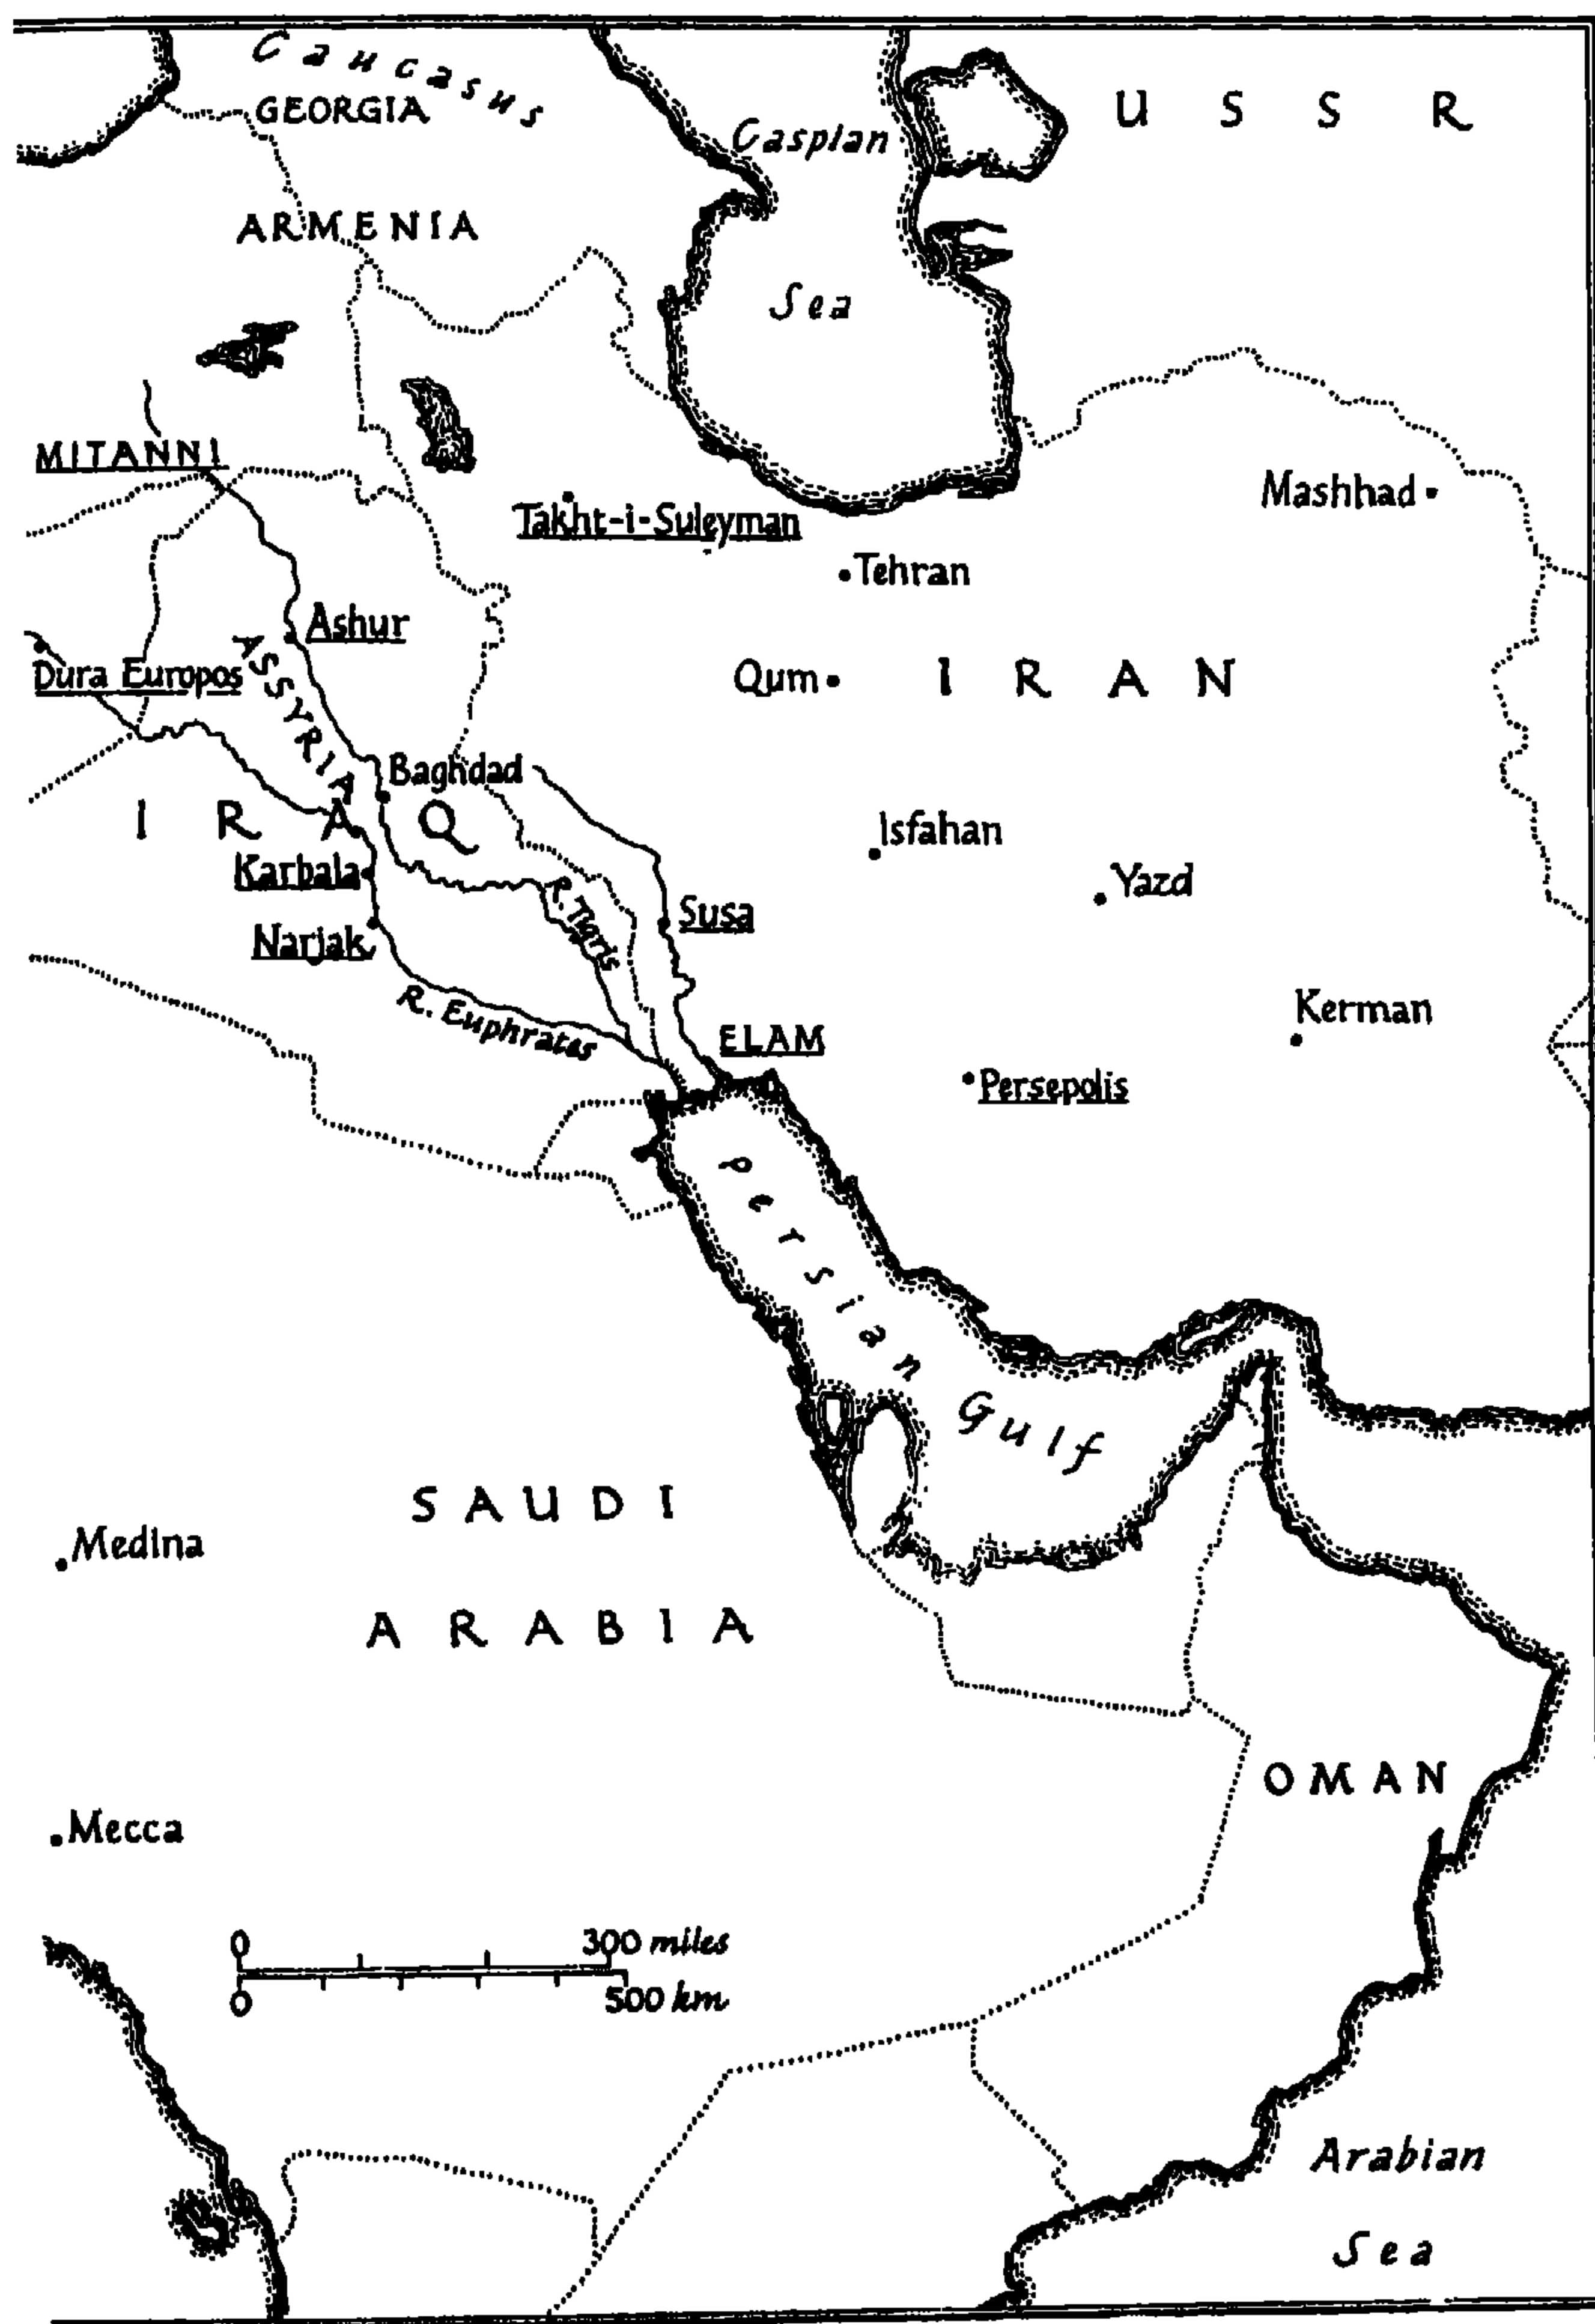 Caucasus
GEORGIA
Caspian
Sea
U S S R
ARMENIA
MITANNI
Takht-i-Suleyman
Mashhad
Tehran
Ashur
ASSYRIA
Dura Europos
Qum
I R A N
Baghdad
I R A Q
Isfahan
Karbala
Yazd
R. Tigris
Susa
Narjak
R. Euphrates
Kerman
ELAM
Persepolis
Persian
Gulf
SAUDI
ARABIA
Medina
OMAN
Mecca
0 300 miles
0 500 km
Arabian
Sea